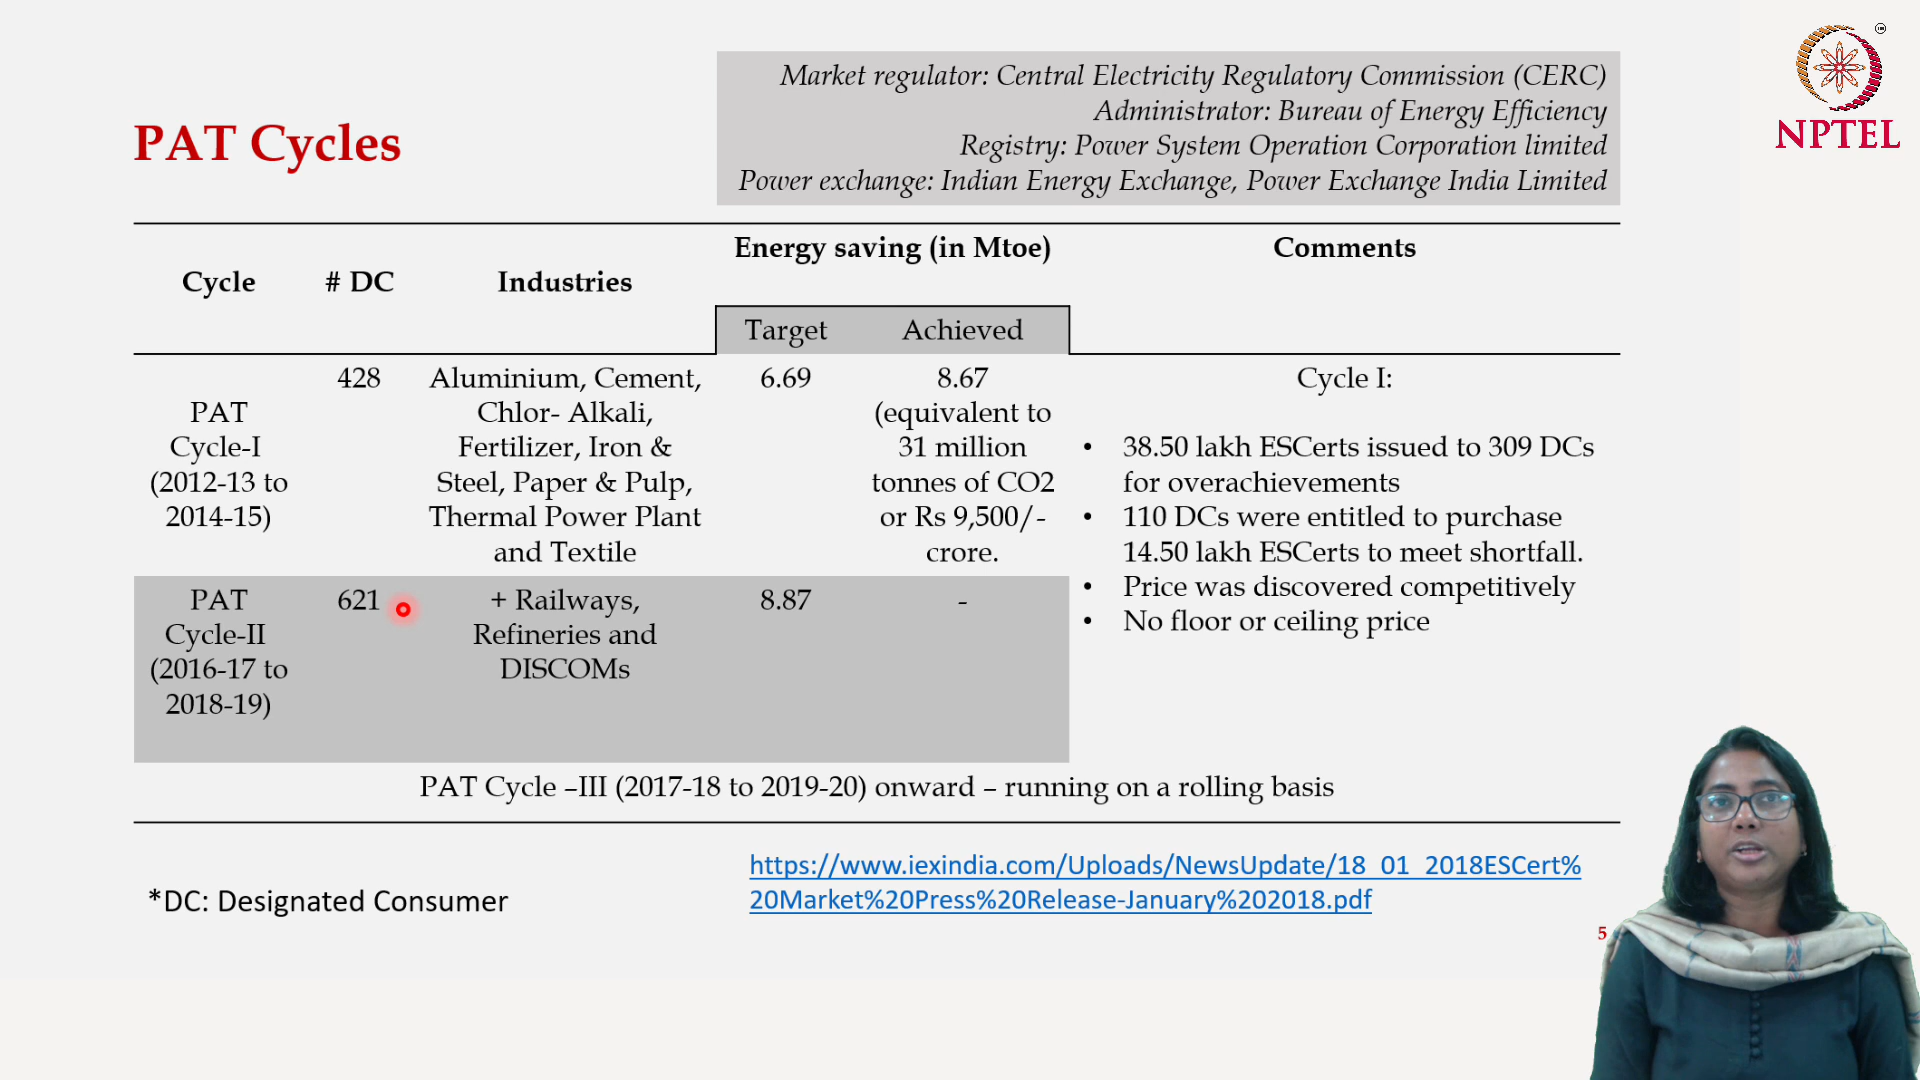 Market regulator: Central Electricity Regulatory Commission (CERC)
Administrator: Bureau of Energy Efficiency
Registry: Power System Operation Corporation limited
Power exchange: Indian Energy Exchange, Power Exchange India Limited
NPTEL
PAT Cycles
Cycle
# DC
Industries
Energy saving (in Mtoe)
Comments
Target
Achieved
PAT
Cycle-I
(2012-13 to
2014-15)
428
Aluminium, Cement,
Chlor- Alkali,
Fertilizer, Iron &
Steel, Paper & Pulp,
Thermal Power Plant
and Textile
6.69
8.67
(equivalent to
31 million
tonnes of CO2
or Rs 9,500/-
crore.
Cycle I:
• 38.50 lakh ESCerts issued to 309 DCs
for overachievements
• 110 DCs were entitled to purchase
14.50 lakh ESCerts to meet shortfall.
• Price was discovered competitively
• No floor or ceiling price
PAT
Cycle-II
(2016-17 to
2018-19)
621
+ Railways,
Refineries and
DISCOMs
8.87
-
PAT Cycle –III (2017-18 to 2019-20) onward – running on a rolling basis
*DC: Designated Consumer
https://www.iexindia.com/Uploads/NewsUpdate/18_01_2018ESCert%
20Market%20Press%20Release-January%202018.pdf
5